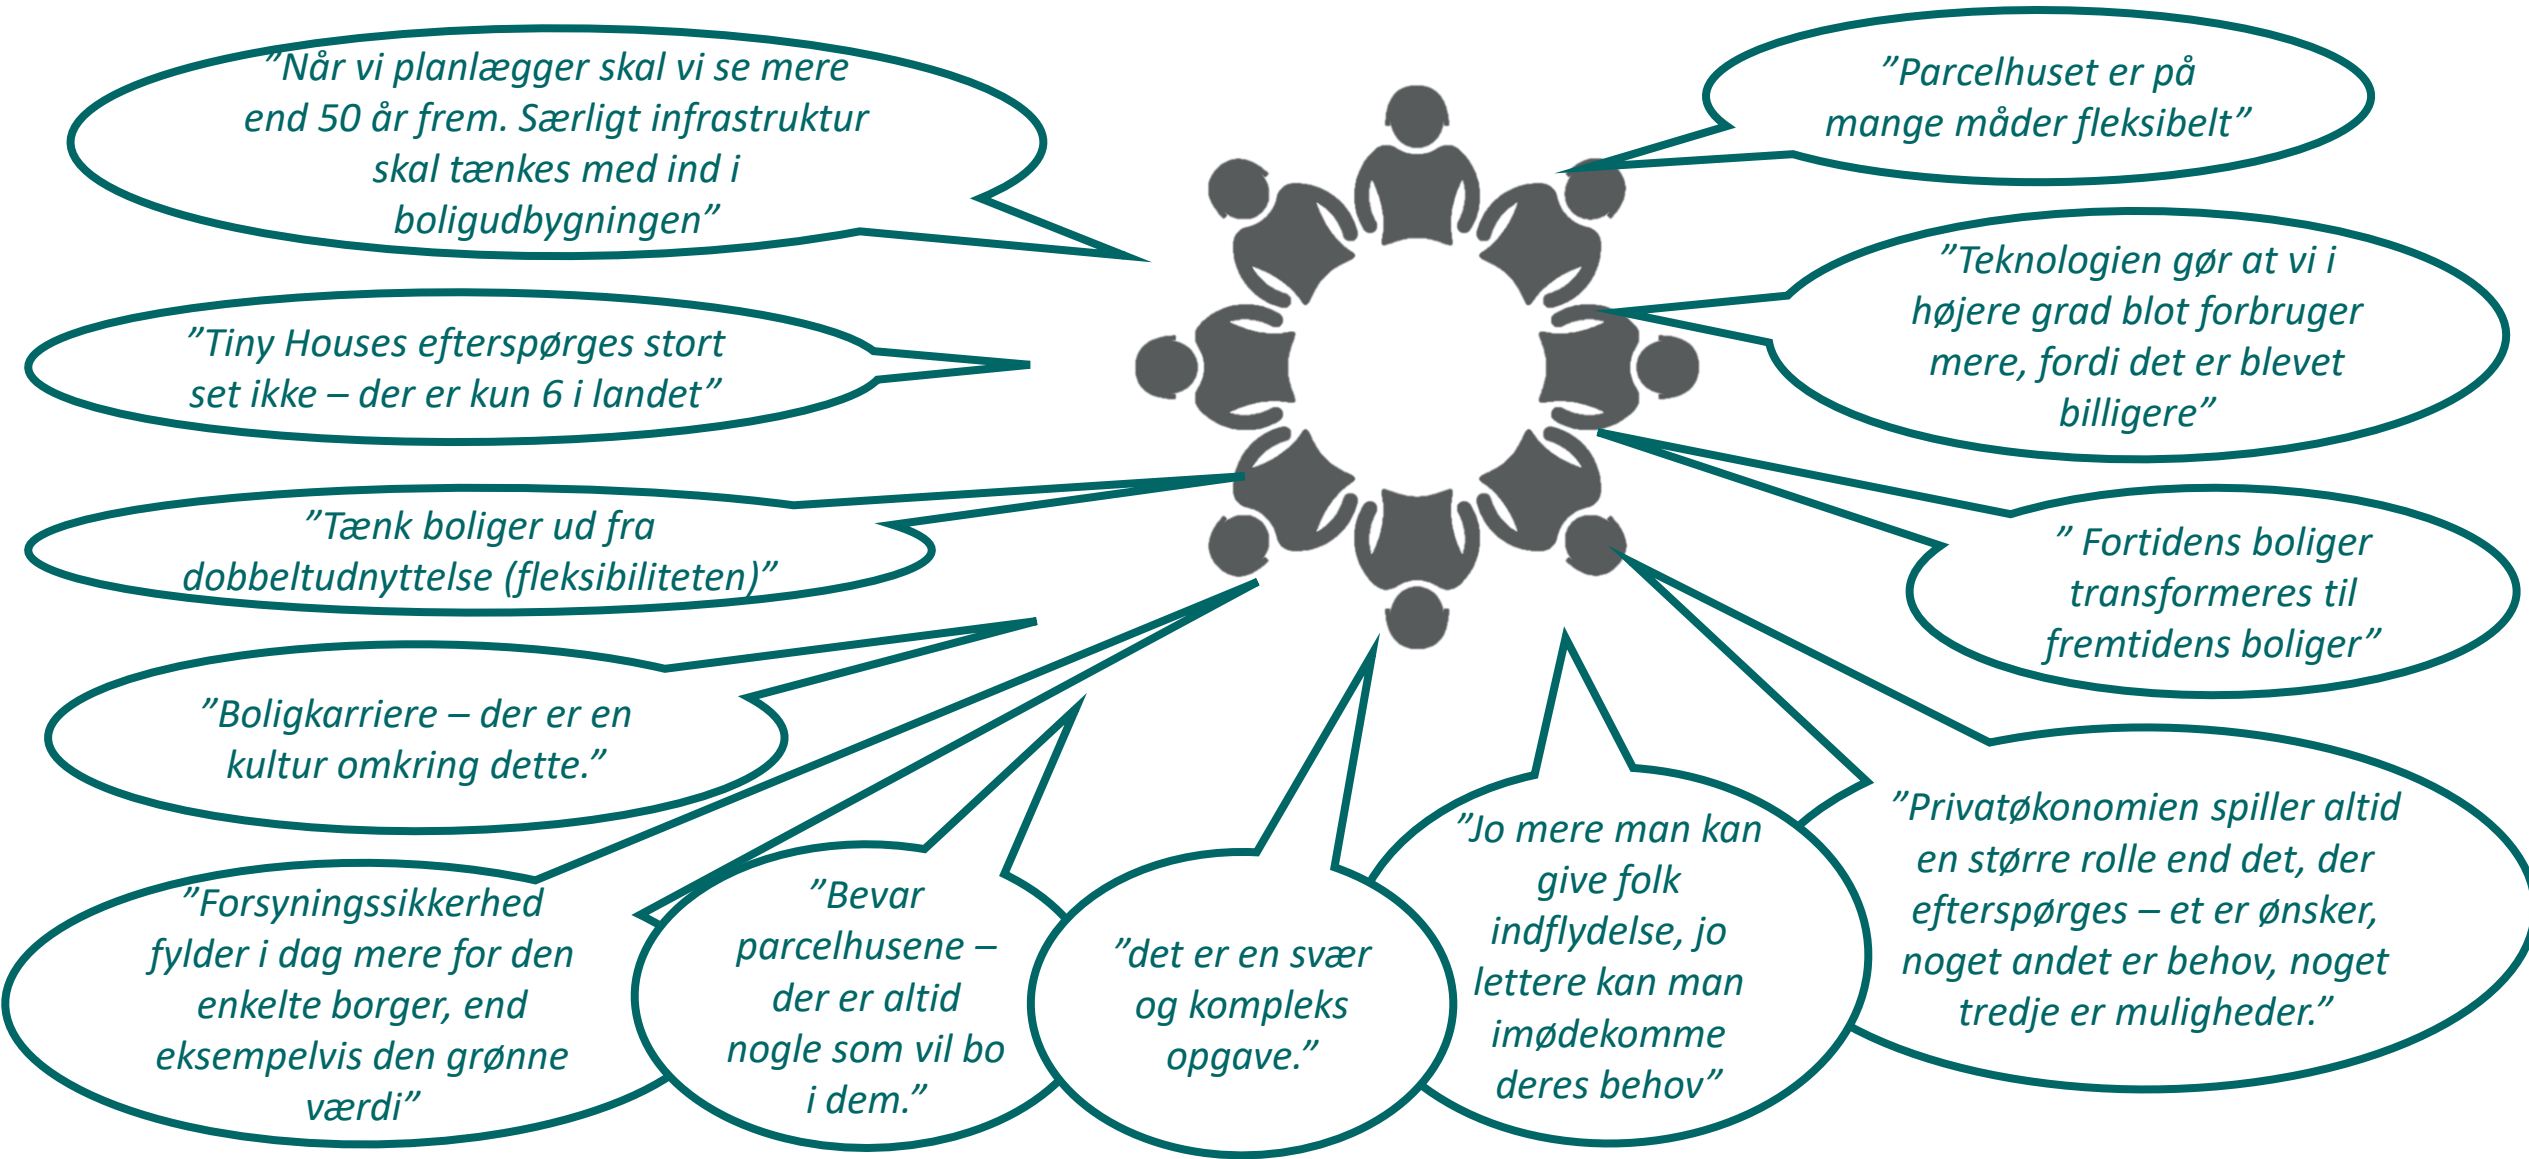 ”Når vi planlægger skal vi se mere
end 50 år frem. Særligt infrastruktur
skal tænkes med ind i
boligudbygningen”
”Parcelhuset er på
mange måder fleksibelt”
”Tiny Houses efterspørges stort
set ikke – der er kun 6 i landet”
”Teknologien gør at vi i
højere grad blot forbruger
mere, fordi det er blevet
billigere”
”Tænk boliger ud fra
dobbeltudnyttelse (fleksibiliteten)”
” Fortidens boliger
transformeres til
fremtidens boliger”
”Boligkarriere – der er en
kultur omkring dette.”
”Forsyningssikkerhed
fylder i dag mere for den
enkelte borger, end
eksempelvis den grønne
værdi”
”Bevar
parcelhusene –
der er altid
nogle som vil bo
i dem.”
”det er en svær
og kompleks
opgave.”
”Jo mere man kan
give folk
indflydelse, jo
lettere kan man
imødekomme
deres behov”
”Privatøkonomien spiller altid
en større rolle end det, der
efterspørges – et er ønsker,
noget andet er behov, noget
tredje er muligheder.”